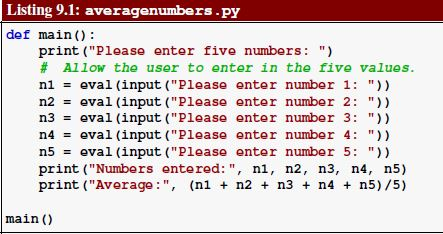 Listing 9.1: averagenumbers.py
def main():
    print("Please enter five numbers: ")
    #  Allow the user to enter in the five values.
    n1 = eval(input("Please enter number 1: "))
    n2 = eval(input("Please enter number 2: "))
    n3 = eval(input("Please enter number 3: "))
    n4 = eval(input("Please enter number 4: "))
    n5 = eval(input("Please enter number 5: "))
    print("Numbers entered:", n1, n2, n3, n4, n5)
    print("Average:", (n1 + n2 + n3 + n4 + n5)/5)
main()